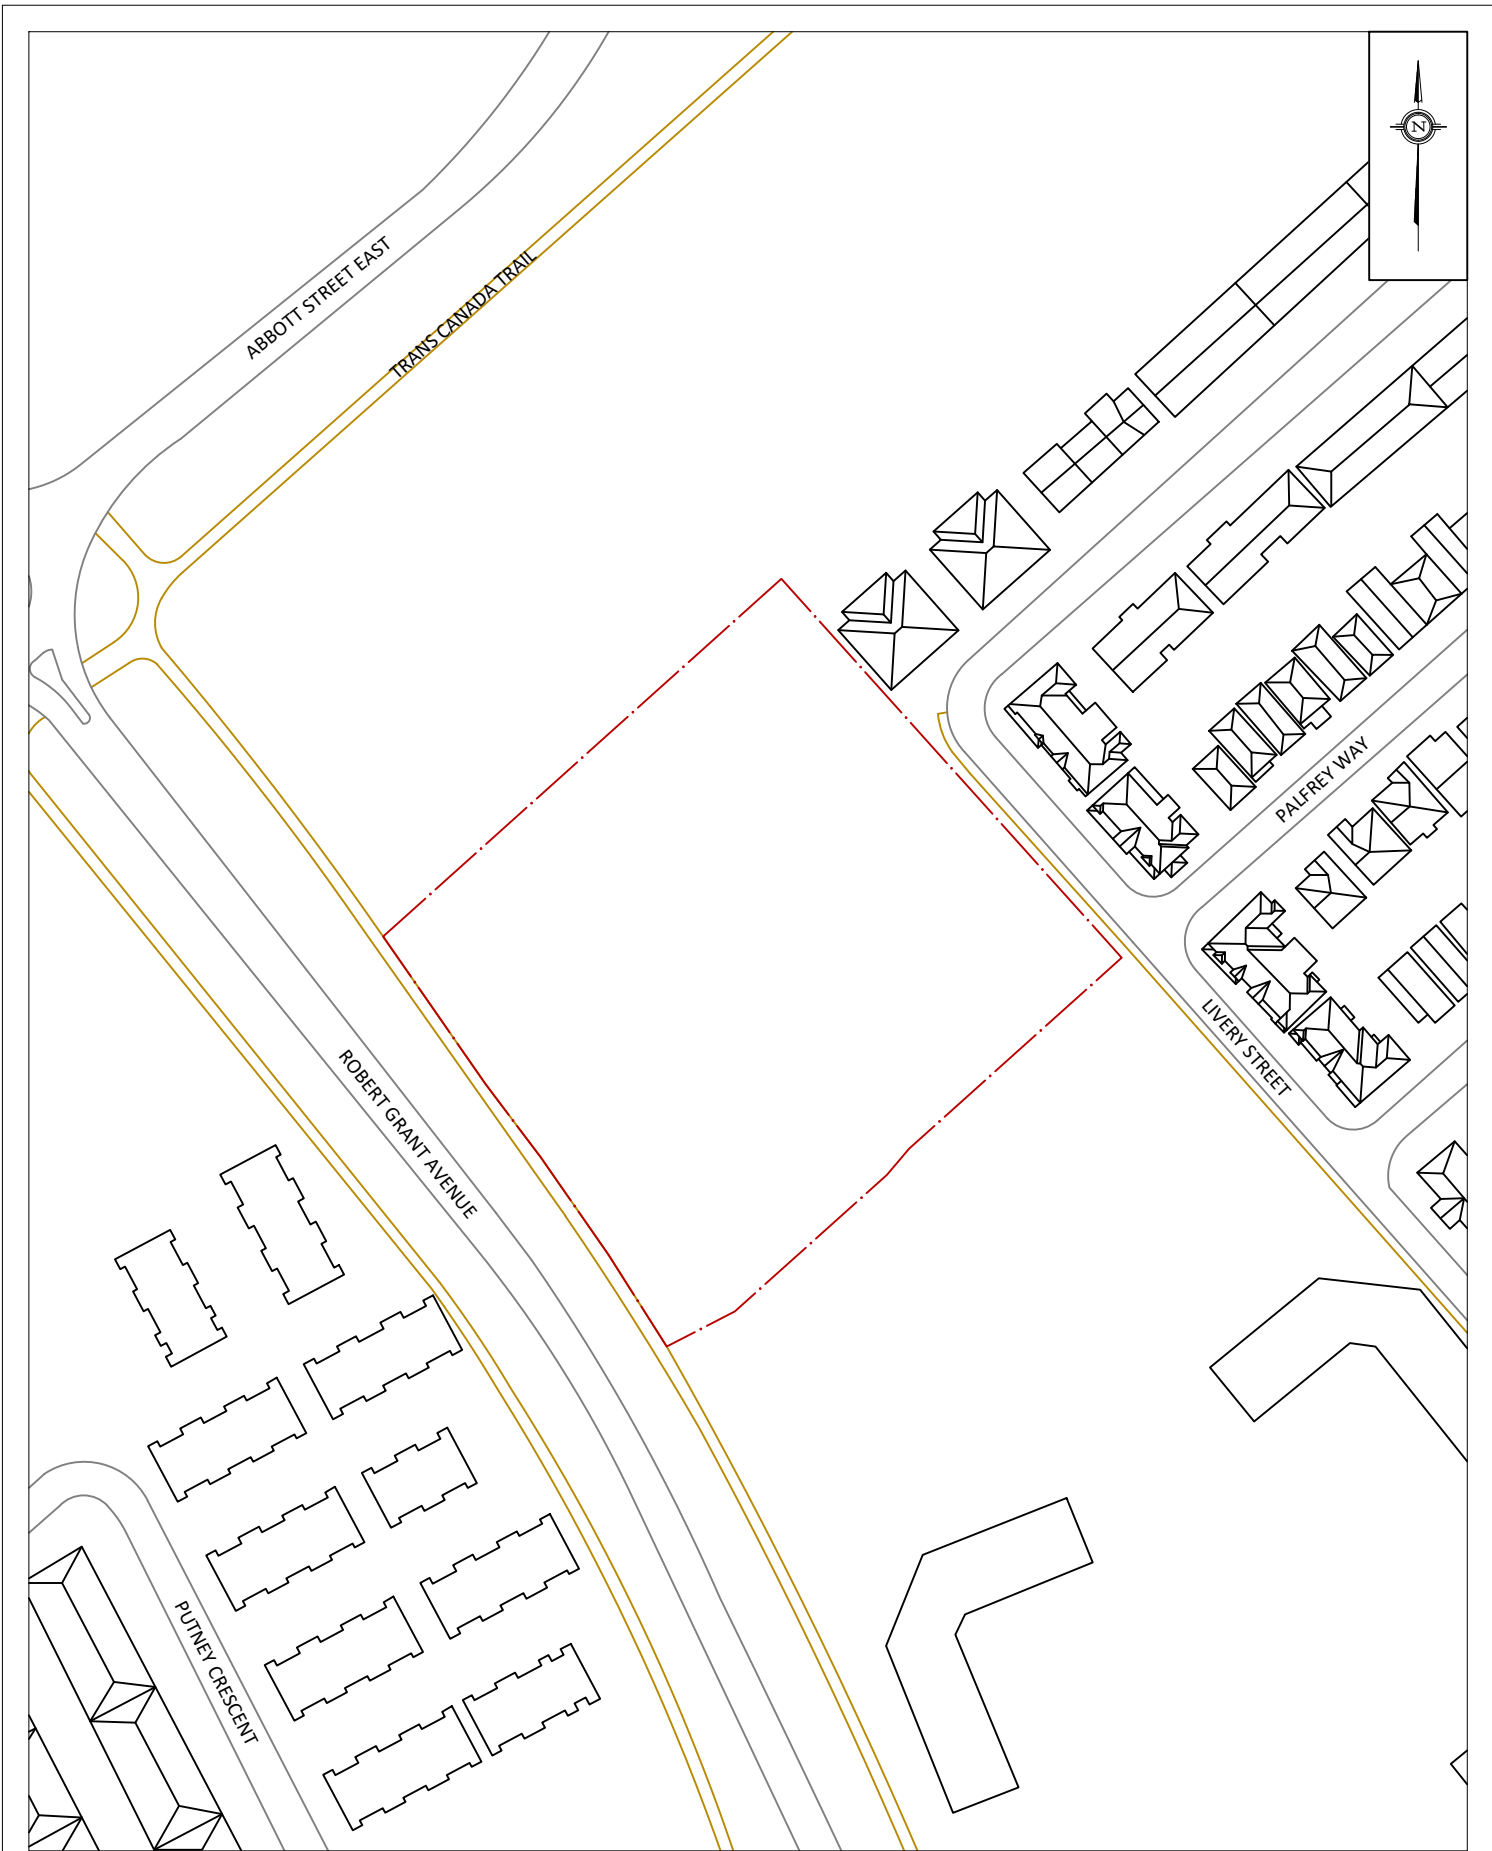 N
ABBOTT STREET EAST
TRANS CANADA TRAIL
PALFREY WAY
LIVERY STREET
ROBERT GRANT AVENUE
PUTNEY CRESCENT